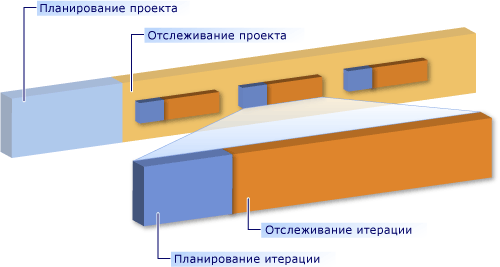 Планирование проекта
Отслеживание проекта
Отслеживание итерации
Планирование итерации